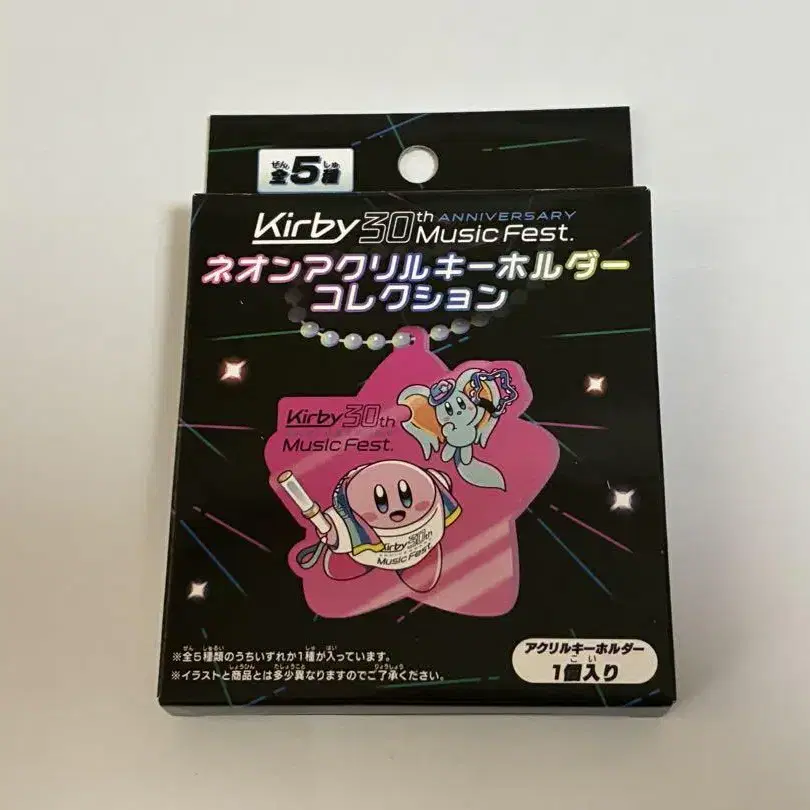 全5種
Kirby 30th ANNIVERSARY
Music Fest.
ネオンアクリルキーホルダー
コレクション
Kirby 30th
Music Fest.
Kirby 30th
Music Fest.
※全5種類のうちいずれか1種が入っています。
※イラストと商品とは多少異なりますのでご了承ください。
アクリルキーホルダー
1個入り